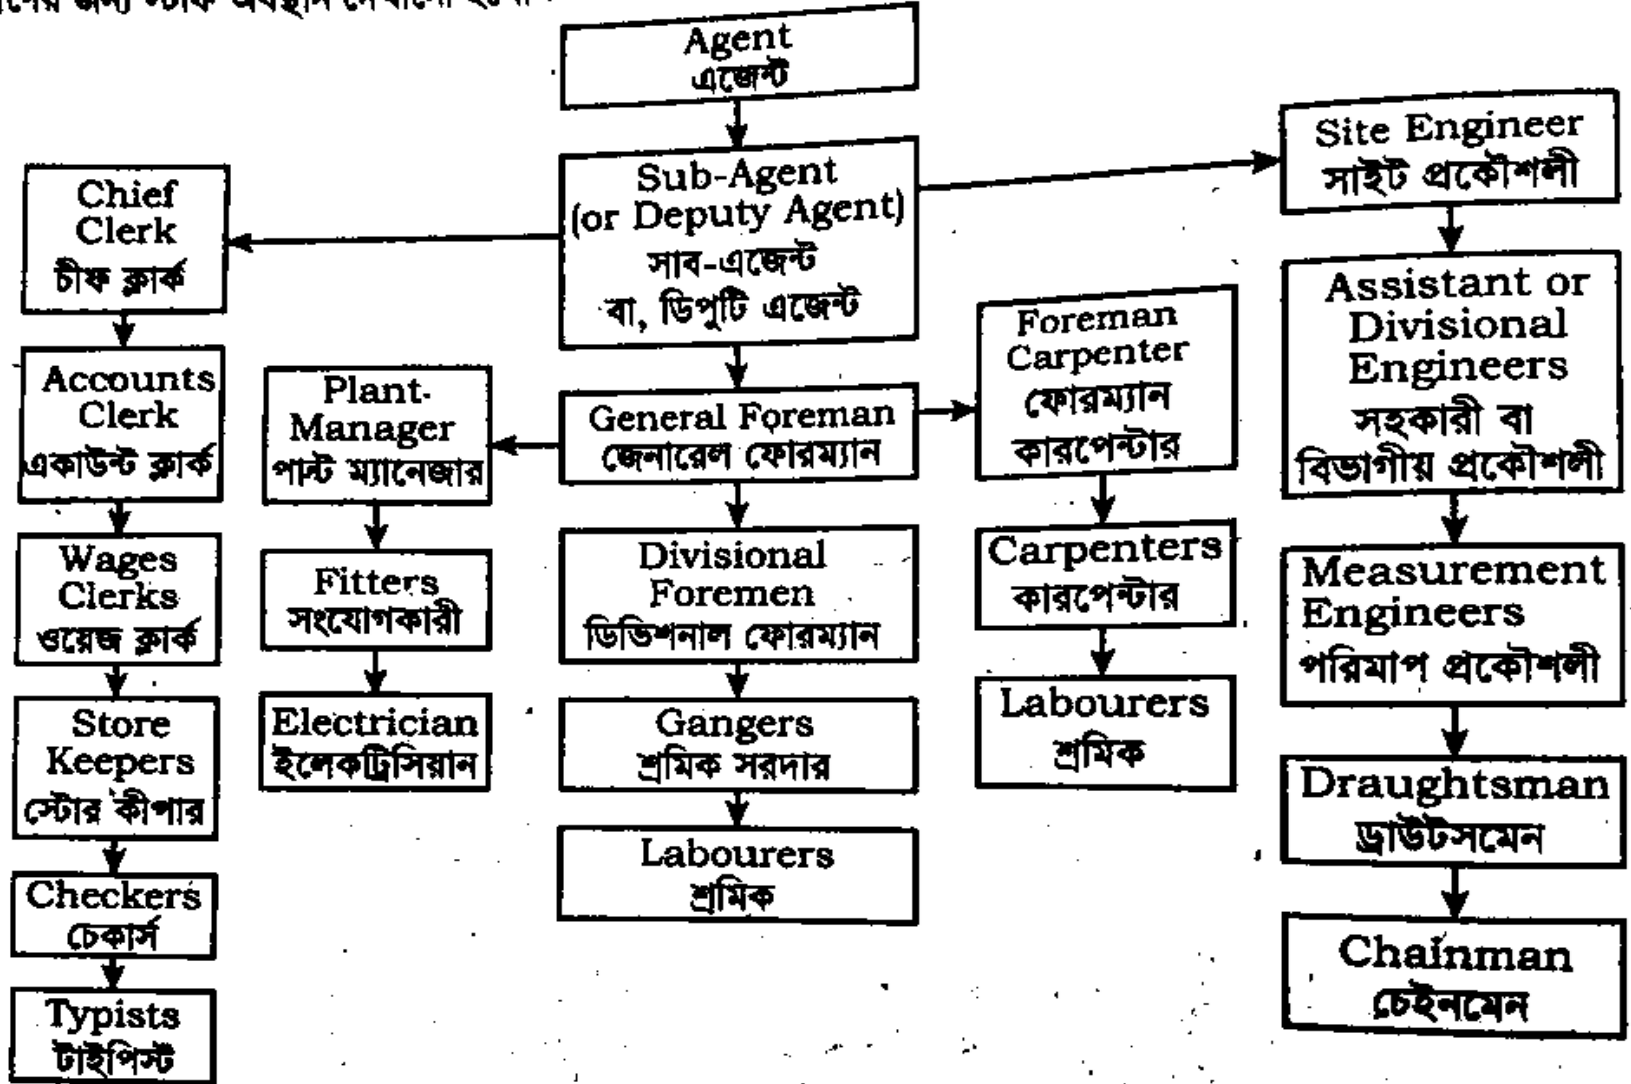 জন্য স্টাফ অবস্থান দেখানো
Agent
এজেন্ট
Sub-Agent
(or Deputy Agent)
সাব-এজেন্ট
বা, ডিপুটি এজেন্ট
Site Engineer
সাইট প্রকৌশলী
Chief
Clerk
চীফ ক্লার্ক
Accounts
Clerk
একাউন্ট ক্লার্ক
Wages
Clerks
ওয়েজ ক্লার্ক
Store
Keepers
স্টোর কীপার
Checkers
চেকার্স
Typists
টাইপিস্ট
Plant-
Manager
পান্ট ম্যানেজার
Fitters
সংযোগকারী
Electrician
ইলেকট্রিসিয়ান
General Foreman
জেনারেল ফোরম্যান
Divisional
Foremen
ডিভিশনাল ফোরম্যান
Gangers
শ্রমিক সরদার
Labourers
শ্রমিক
Foreman
Carpenter
ফোরম্যান
কারপেন্টার
Carpenters
কারপেন্টার
Labourers
শ্রমিক
Assistant or
Divisional
Engineers
সহকারী বা
বিভাগীয় প্রকৌশলী
Measurement
Engineers
পরিমাপ প্রকৌশলী
Draughtsman
ড্রাউটসমেন
Chainman
চেইনমেন